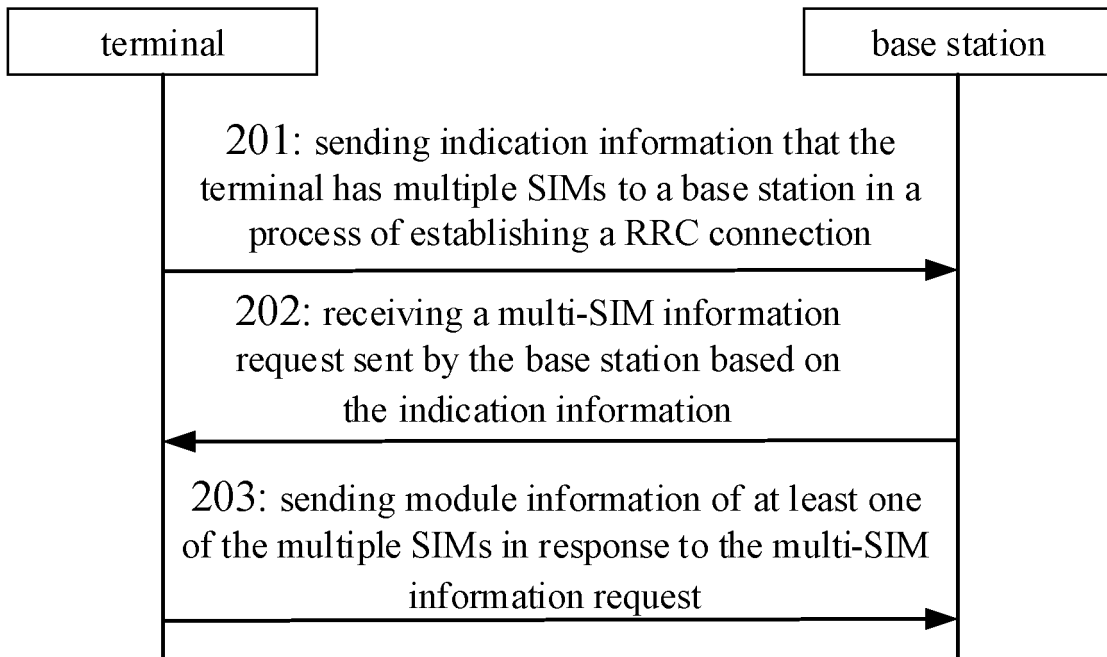 terminal
base station
201: sending indication information that the
terminal has multiple SIMs to a base station in a
process of establishing a RRC connection
202: receiving a multi-SIM information
request sent by the base station based on
the indication information
203: sending module information of at least one
of the multiple SIMs in response to the multi-SIM
information request